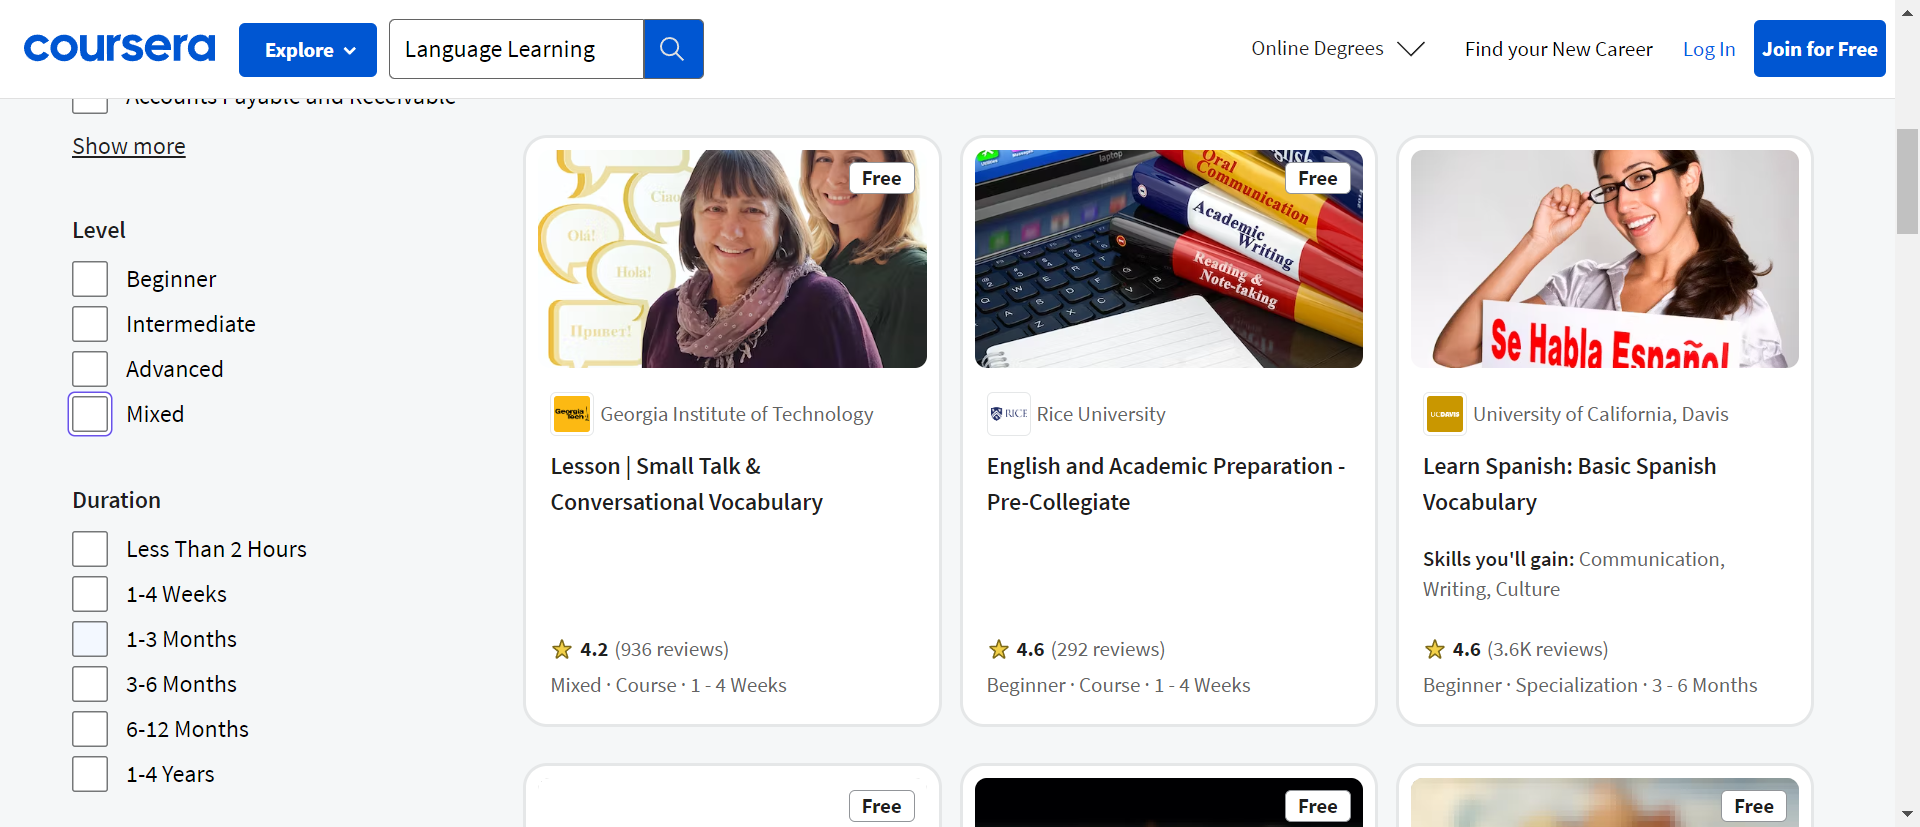 coursera
Explore
Language Learning
Online Degrees
Find your New Career
Log In
Join for Free
Accounts Payable and Receivable
Show more
Level
Beginner
Intermediate
Advanced
Mixed
Duration
Less Than 2 Hours
1-4 Weeks
1-3 Months
3-6 Months
6-12 Months
1-4 Years
Free
Ciao
Olá!
Hola!
Привет!
Georgia Tech
Georgia Institute of Technology
Lesson | Small Talk &
Conversational Vocabulary
4.2 (936 reviews)
Mixed · Course · 1 - 4 Weeks
Free
laptop
Oral
Communication
Academic
Writing
Reading &
Note-taking
RICE
Rice University
English and Academic Preparation -
Pre-Collegiate
4.6 (292 reviews)
Beginner · Course · 1 - 4 Weeks
Se Habla Español
UCDAVIS
University of California, Davis
Learn Spanish: Basic Spanish
Vocabulary
Skills you'll gain: Communication,
Writing, Culture
4.6 (3.6K reviews)
Beginner · Specialization · 3 - 6 Months
Free
Free
Free